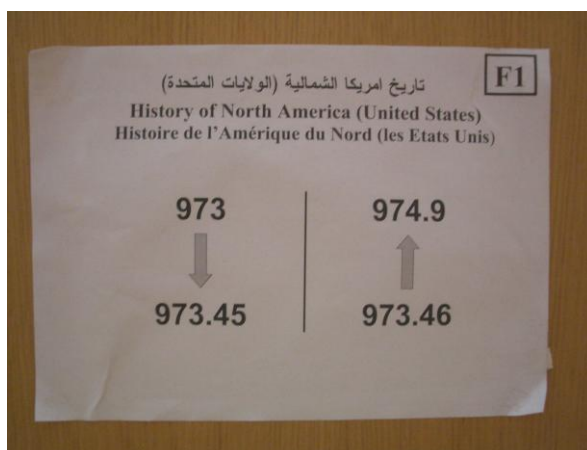 F1
تاريخ امريكا الشمالية (الولايات المتحدة)
History of North America (United States)
Histoire de l'Amérique du Nord (les Etats Unis)
973
973.45
974.9
973.46